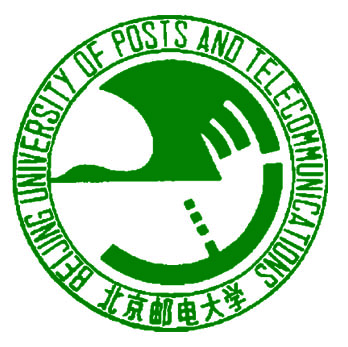 BEIJING UNIVERSITY OF POSTS AND TELECOMMUNICATIONS
北京邮电大学